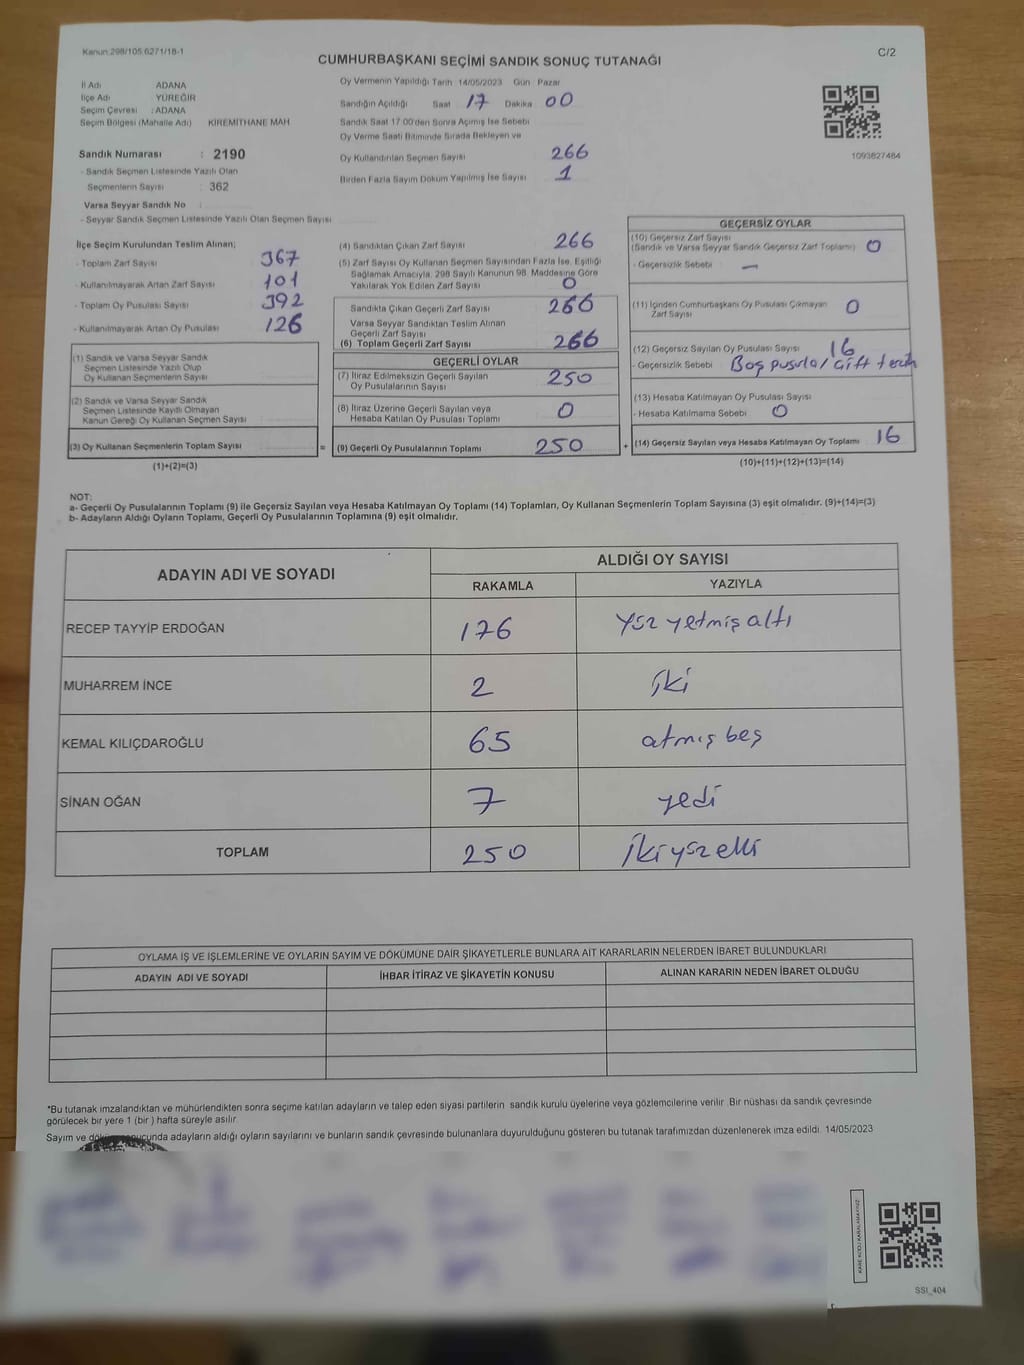 Kanun:298/105 6271/18-1
C/2
CUMHURBAŞKANI SEÇİMİ SANDIK SONUÇ TUTANAĞI
İl Adı ADANA
İlçe Adı YÜREĞİR
Seçim Çevresi : ADANA
Seçim Bölgesi (Mahalle Adı) KİREMİTHANE MAH.
Sandık Numarası : 2190
- Sandık Seçmen Listesinde Yazılı Olan
Seçmenlerin Sayısı : 362
Varsa Seyyar Sandık No :
- Seyyar Sandık Seçmen Listesinde Yazılı Olan Seçmen Sayısı
Oy Vermenin Yapıldığı Tarih 14/05/2023 Gün Pazar
Sandığın Açıldığı Saat 17 Dakika 00
Sandık Saat 17:00'den Sonra Açılmış İse Sebebi
Oy Verme Saati Bitiminde Sırada Bekleyen ve
Oy Kullandırılan Seçmen Sayısı 266
Birden Fazla Sayım Döküm Yapılmış İse Sayısı 1
1093827484
İlçe Seçim Kurulundan Teslim Alınan;
- Toplam Zarf Sayısı 367
- Kullanılmayarak Artan Zarf Sayısı 101
- Toplam Oy Pusulası Sayısı 392
- Kullanılmayarak Artan Oy Pusulası 126
(1) Sandık ve Varsa Seyyar Sandık
Seçmen Listesinde Yazılı Olup
Oy Kullanan Seçmenlerin Sayısı
(2) Sandık ve Varsa Seyyar Sandık
Seçmen Listesinde Kayıtlı Olmayan
Kanun Gereği Oy Kullanan Seçmen Sayısı
(3) Oy Kullanan Seçmenlerin Toplam Sayısı =
(1)+(2)=(3)
(4) Sandıktan Çıkan Zarf Sayısı 266
(5) Zarf Sayısı Oy Kullanan Seçmen Sayısından Fazla İse, Eşitliği
Sağlamak Amacıyla, 298 Sayılı Kanunun 98. Maddesine Göre
Yakılarak Yok Edilen Zarf Sayısı 0
Sandıkta Çıkan Geçerli Zarf Sayısı 266
Varsa Seyyar Sandıktan Teslim Alınan
Geçerli Zarf Sayısı
(6) Toplam Geçerli Zarf Sayısı 266
GEÇERLİ OYLAR
(7) İtiraz Edilmeksizin Geçerli Sayılan
Oy Pusulalarının Sayısı 250
(8) İtiraz Üzerine Geçerli Sayılan veya
Hesaba Katılan Oy Pusulası Toplamı 0
(9) Geçerli Oy Pusulalarının Toplamı 250 +
GEÇERSİZ OYLAR
(10) Geçersiz Zarf Sayısı
(Sandık ve Varsa Seyyar Sandık Geçersiz Zarf Toplamı) 0
- Geçersizlik Sebebi —
(11) İçinden Cumhurbaşkanı Oy Pusulası Çıkmayan
Zarf Sayısı 0
(12) Geçersiz Sayılan Oy Pusulası Sayısı 16
- Geçersizlik Sebebi Boş pusula/Çift tercih
(13) Hesaba Katılmayan Oy Pusulası Sayısı
- Hesaba Katılmama Sebebi 0
(14) Geçersiz Sayılan veya Hesaba Katılmayan Oy Toplamı 16
(10)+(11)+(12)+(13)=(14)
NOT:
a- Geçerli Oy Pusulalarının Toplamı (9) ile Geçersiz Sayılan veya Hesaba Katılmayan Oy Toplamı (14) Toplamları, Oy Kullanan Seçmenlerin Toplam Sayısına (3) eşit olmalıdır. (9)+(14)=(3)
b- Adayların Aldığı Oyların Toplamı, Geçerli Oy Pusulalarının Toplamına (9) eşit olmalıdır.
ADAYIN ADI VE SOYADI
ALDIĞI OY SAYISI
RAKAMLA YAZIYLA
RECEP TAYYİP ERDOĞAN 176 Yüz yetmiş altı
MUHARREM İNCE 2 iki
KEMAL KILIÇDAROĞLU 65 atmış beş
SİNAN OĞAN 7 yedi
TOPLAM 250 İki yüz elli
OYLAMA İŞ VE İŞLEMLERİNE VE OYLARIN SAYIM VE DÖKÜMÜNE DAİR ŞİKAYETLERLE BUNLARA AİT KARARLARIN NELERDEN İBARET BULUNDUKLARI
ADAYIN ADI VE SOYADI İHBAR İTİRAZ VE ŞİKAYETİN KONUSU ALINAN KARARIN NEDEN İBARET OLDUĞU
*Bu tutanak imzalandıktan ve mühürlendikten sonra seçime katılan adayların ve talep eden siyasi partilerin sandık kurulu üyelerine veya gözlemcilerine verilir. Bir nüshası da sandık çevresinde
görülecek bir yere 1 (bir) hafta süreyle asılır.
Sayım ve döküm sonucunda adayların aldığı oyların sayılarını ve bunların sandık çevresinde bulunanlara duyurulduğunu gösteren bu tutanak tarafımızdan düzenlenerek imza edildi. 14/05/2023
KARE KODU KARALAMAYINIZ
SSI_404